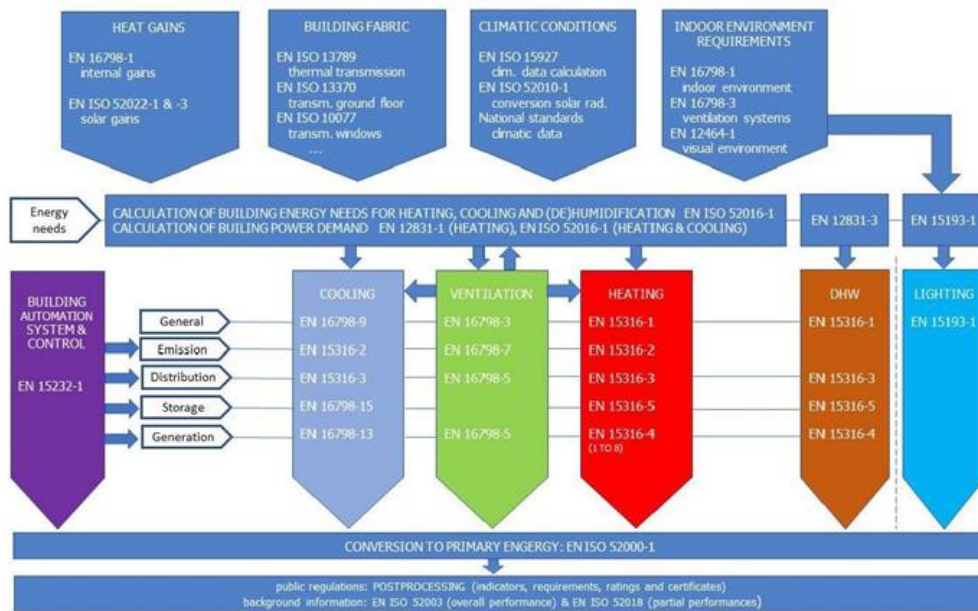 HEAT GAINS
EN 16798-1
internal gains
EN ISO 52022-1 & -3
solar gains
BUILDING FABRIC
EN ISO 13789
thermal transmission
EN ISO 13370
transm. ground floor
EN ISO 10077
transm. windows
...
CLIMATIC CONDITIONS
EN ISO 15927
clim. data calculation
EN ISO 52010-1
conversion solar rad.
National standards
climatic data
INDOOR ENVIRONMENT
REQUIREMENTS
EN 16798-1
indoor environment
EN 16798-3
ventilation systems
EN 12464-1
visual environment
Energy
needs
CALCULATION OF BUILDING ENERGY NEEDS FOR HEATING, COOLING AND (DE)HUMIDIFICATION EN ISO 52016-1
CALCULATION OF BUILING POWER DEMAND EN 12831-1 (HEATING), EN ISO 52016-1 (HEATING & COOLING)
EN 12831-3
EN 15193-1
BUILDING
AUTOMATION
SYSTEM &
CONTROL
EN 15232-1
General
Emission
Distribution
Storage
Generation
COOLING
EN 16798-9
EN 15316-2
EN 15316-3
EN 16798-15
EN 16798-13
VENTILATION
EN 16798-3
EN 16798-7
EN 16798-5
EN 16798-5
HEATING
EN 15316-1
EN 15316-2
EN 15316-3
EN 15316-5
EN 15316-4
(1 TO 8)
DHW
EN 15316-1
EN 15316-3
EN 15316-5
EN 15316-4
LIGHTING
EN 15193-1
CONVERSION TO PRIMARY ENGERGY: EN ISO 52000-1
public regulations: POSTPROCESSING (indicators, requirements, ratings and certificates)
background information: EN ISO 52003 (overall performance) & EN ISO 52018 (partial performances)